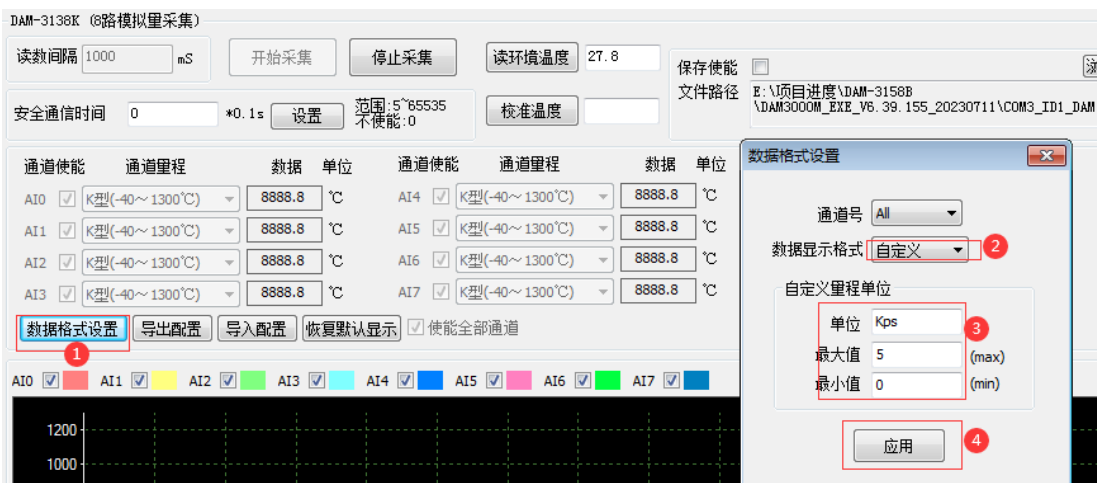 DAM-3138K (8路模拟量采集)
读数间隔 1000 mS 开始采集 停止采集 读环境温度 27.8
保存使能
文件路径 E:\项目进度\DAM-3158B
\DAM3000M_EXE_V6.39.155_20230711\COM3_ID1_DAM
安全通信时间 0 *0.1s 设置 范围:5~65535
不使能:0
校准温度
通道使能 通道量程 数据 单位 通道使能 通道量程 数据 单位
AI0 K型(-40～1300℃) 8888.8 ℃ AI4 K型(-40～1300℃) 8888.8 ℃
AI1 K型(-40～1300℃) 8888.8 ℃ AI5 K型(-40～1300℃) 8888.8 ℃
AI2 K型(-40～1300℃) 8888.8 ℃ AI6 K型(-40～1300℃) 8888.8 ℃
AI3 K型(-40～1300℃) 8888.8 ℃ AI7 K型(-40～1300℃) 8888.8 ℃
数据格式设置 导出配置 导入配置 恢复默认显示 使能全部通道
1
AI0 AI1 AI2 AI3 AI4 AI5 AI6 AI7
1200
1000
数据格式设置
通道号 All
数据显示格式 自定义 2
自定义量程单位
单位 Kps 3
最大值 5 (max)
最小值 0 (min)
应用 4